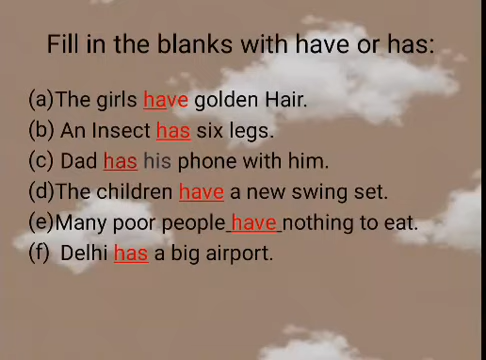 Fill in the blanks with have or has:
(a)The girls have golden Hair.
(b) An Insect has six legs.
(c) Dad has his phone with him.
(d)The children have a new swing set.
(e)Many poor people have nothing to eat.
(f) Delhi has a big airport.